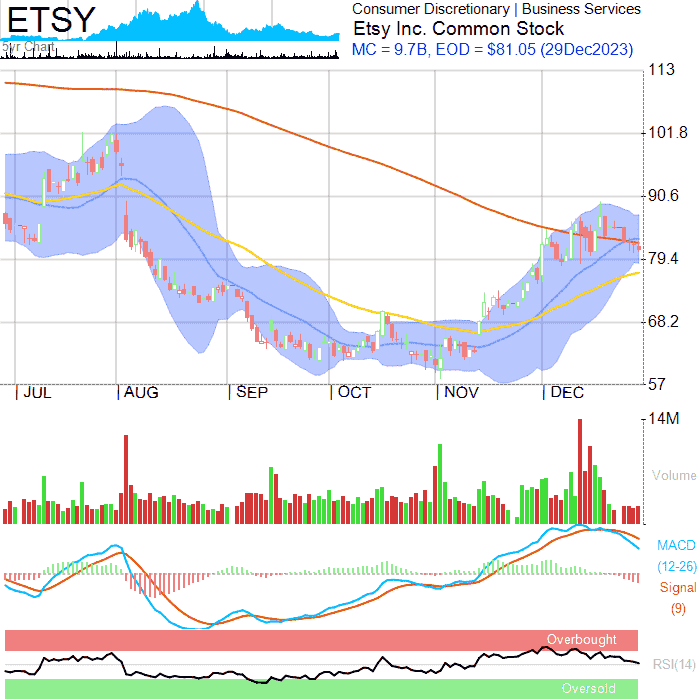 ETSY
5yr Chart
Consumer Discretionary | Business Services
Etsy Inc. Common Stock
MC = 9.7B, EOD = $81.05 (29Dec2023)
113
101.8
90.6
79.4
68.2
57
JUL AUG SEP OCT NOV DEC
14M
Volume
MACD
(12-26)
Signal
(9)
Overbought
RSI(14)
Oversold